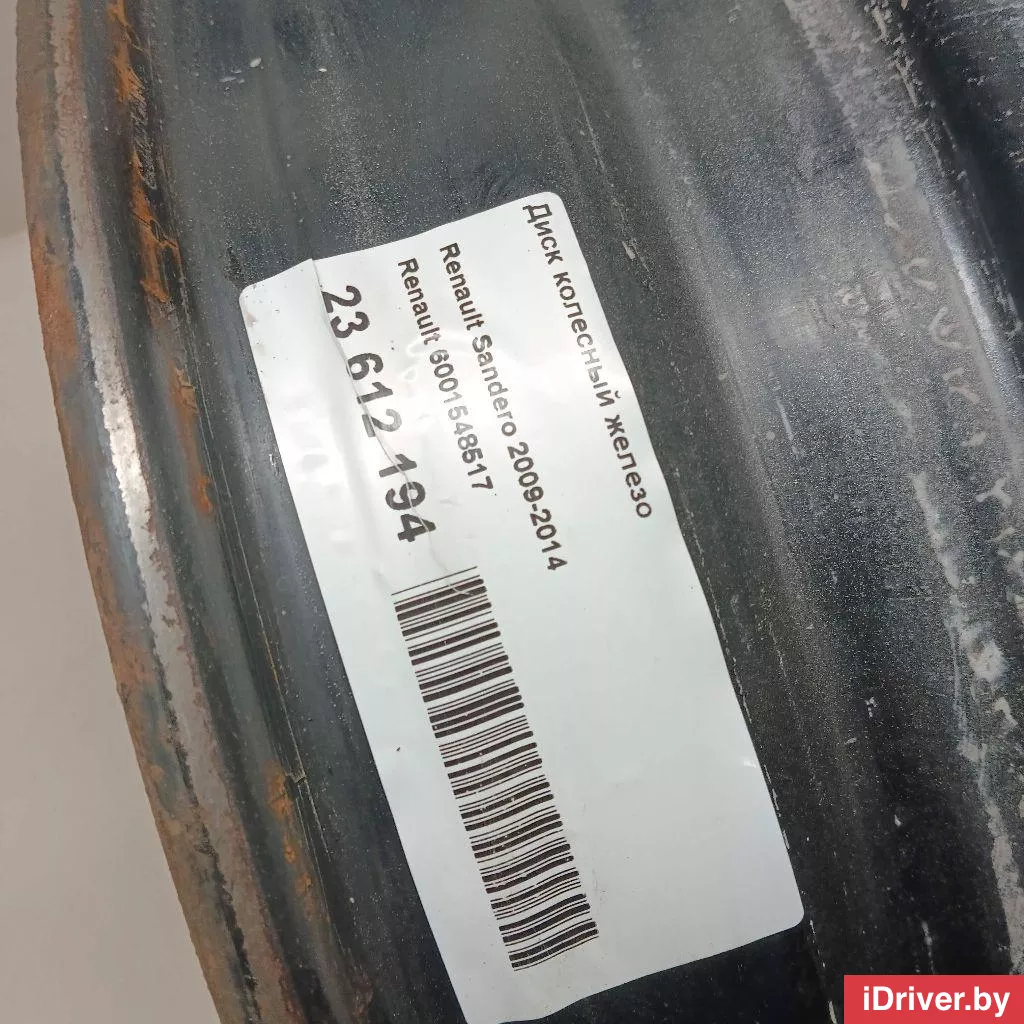 Диск колесный железо
Renault Sandero 2009-2014
Renault 6001548517
23 612 194
iDriver.by